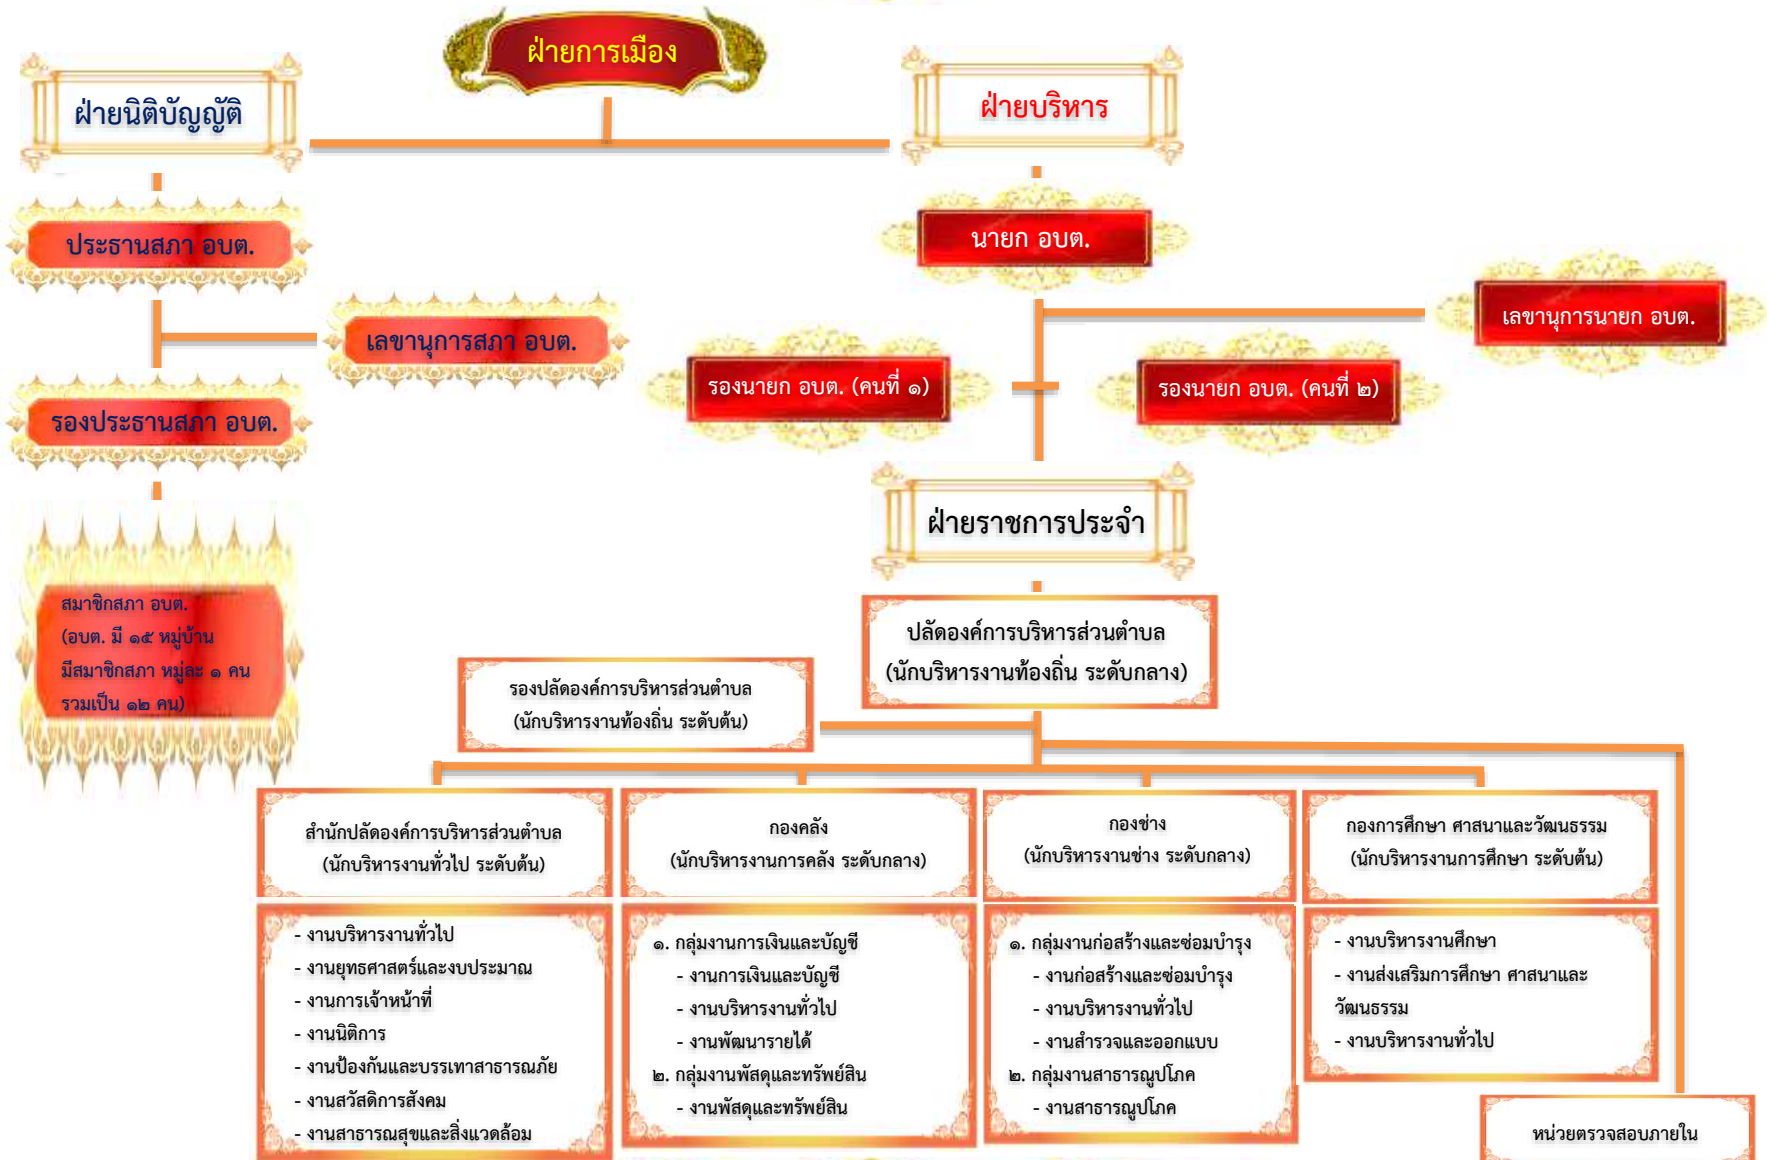 ฝ่ายการเมือง
ฝ่ายนิติบัญญัติ
ฝ่ายบริหาร
ประธานสภา อบต.
นายก อบต.
เลขานุการสภา อบต.
เลขานุการนายก อบต.
รองประธานสภา อบต.
รองนายก อบต. (คนที่ ๑)
รองนายก อบต. (คนที่ ๒)
สมาชิกสภา อบต.
(อบต. มี ๑๕ หมู่บ้าน
มีสมาชิกสภา หมู่ละ ๑ คน
รวมเป็น ๑๒ คน)
ฝ่ายราชการประจำ
ปลัดองค์การบริหารส่วนตำบล
(นักบริหารงานท้องถิ่น ระดับกลาง)
รองปลัดองค์การบริหารส่วนตำบล
(นักบริหารงานท้องถิ่น ระดับต้น)
สำนักปลัดองค์การบริหารส่วนตำบล
(นักบริหารงานทั่วไป ระดับต้น)
- งานบริหารงานทั่วไป
- งานยุทธศาสตร์และงบประมาณ
- งานการเจ้าหน้าที่
- งานนิติการ
- งานป้องกันและบรรเทาสาธารณภัย
- งานสวัสดิการสังคม
- งานสาธารณสุขและสิ่งแวดล้อม
กองคลัง
(นักบริหารงานการคลัง ระดับกลาง)
๑. กลุ่มงานการเงินและบัญชี
- งานการเงินและบัญชี
- งานบริหารงานทั่วไป
- งานพัฒนารายได้
๒. กลุ่มงานพัสดุและทรัพย์สิน
- งานพัสดุและทรัพย์สิน
กองช่าง
(นักบริหารงานช่าง ระดับกลาง)
๑. กลุ่มงานก่อสร้างและซ่อมบำรุง
- งานก่อสร้างและซ่อมบำรุง
- งานบริหารงานทั่วไป
- งานสำรวจและออกแบบ
๒. กลุ่มงานสาธารณูปโภค
- งานสาธารณูปโภค
กองการศึกษา ศาสนาและวัฒนธรรม
(นักบริหารงานการศึกษา ระดับต้น)
- งานบริหารงานศึกษา
- งานส่งเสริมการศึกษา ศาสนาและ
วัฒนธรรม
- งานบริหารงานทั่วไป
หน่วยตรวจสอบภายใน